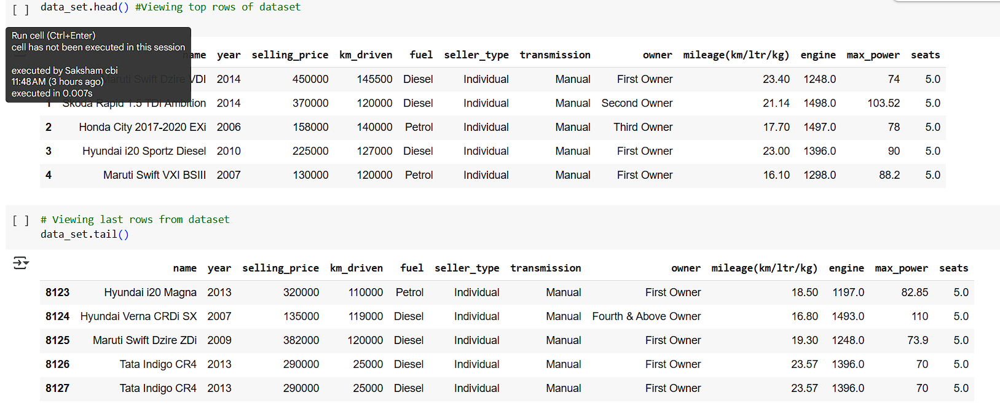 [ ] data_set.head() #Viewing top rows of dataset
Run cell (Ctrl+Enter)
cell has not been executed in this session
executed by Saksham cbi
11:48 AM (3 hours ago)
executed in 0.007s
name year selling_price km_driven fuel seller_type transmission owner mileage(km/ltr/kg) engine max_power seats
Maruti Swift Dzire VDI 2014 450000 145500 Diesel Individual Manual First Owner 23.40 1248.0 74 5.0
1 Skoda Rapid 1.5 TDI Ambition 2014 370000 120000 Diesel Individual Manual Second Owner 21.14 1498.0 103.52 5.0
2 Honda City 2017-2020 EXi 2006 158000 140000 Petrol Individual Manual Third Owner 17.70 1497.0 78 5.0
3 Hyundai i20 Sportz Diesel 2010 225000 127000 Diesel Individual Manual First Owner 23.00 1396.0 90 5.0
4 Maruti Swift VXI BSIII 2007 130000 120000 Petrol Individual Manual First Owner 16.10 1298.0 88.2 5.0
[ ] # Viewing last rows from dataset
data_set.tail()
name year selling_price km_driven fuel seller_type transmission owner mileage(km/ltr/kg) engine max_power seats
8123 Hyundai i20 Magna 2013 320000 110000 Petrol Individual Manual First Owner 18.50 1197.0 82.85 5.0
8124 Hyundai Verna CRDi SX 2007 135000 119000 Diesel Individual Manual Fourth & Above Owner 16.80 1493.0 110 5.0
8125 Maruti Swift Dzire ZDi 2009 382000 120000 Diesel Individual Manual First Owner 19.30 1248.0 73.9 5.0
8126 Tata Indigo CR4 2013 290000 25000 Diesel Individual Manual First Owner 23.57 1396.0 70 5.0
8127 Tata Indigo CR4 2013 290000 25000 Diesel Individual Manual First Owner 23.57 1396.0 70 5.0